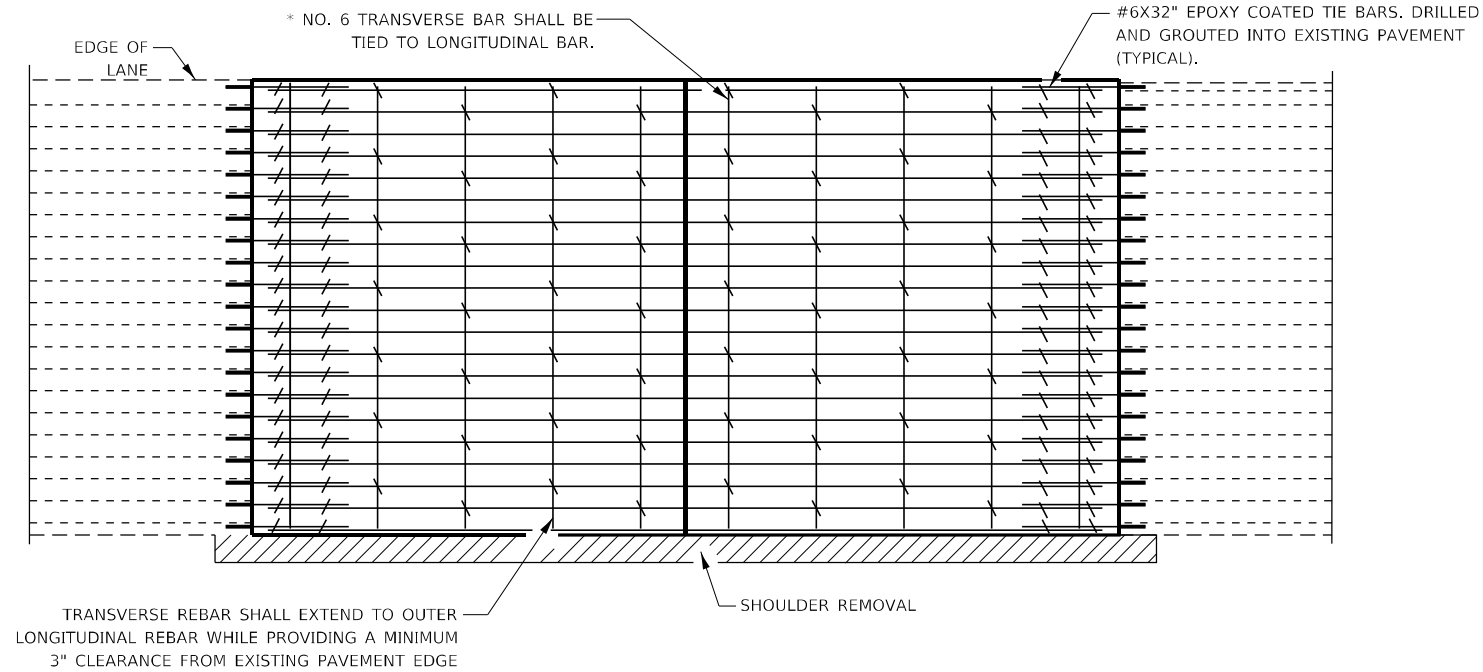 * NO. 6 TRANSVERSE BAR SHALL BE
TIED TO LONGITUDINAL BAR.
#6X32" EPOXY COATED TIE BARS. DRILLED
AND GROUTED INTO EXISTING PAVEMENT
(TYPICAL).
EDGE OF
LANE
TRANSVERSE REBAR SHALL EXTEND TO OUTER
LONGITUDINAL REBAR WHILE PROVIDING A MINIMUM
3" CLEARANCE FROM EXISTING PAVEMENT EDGE
SHOULDER REMOVAL